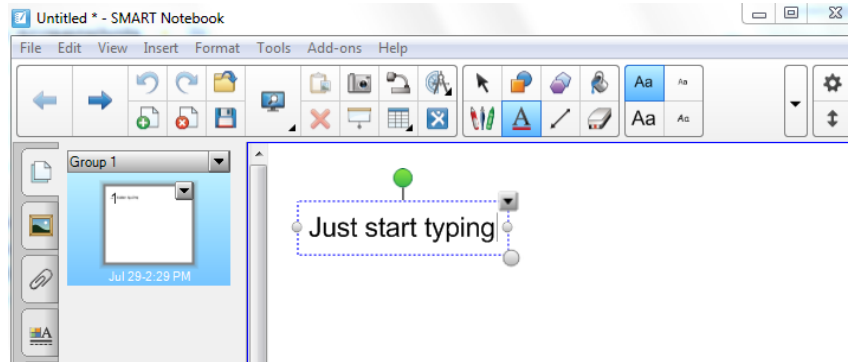 Untitled * - SMART Notebook
File Edit View Insert Format Tools Add-ons Help
Aa Aa
A Aa Aa
Group 1
Jul 29-2:29 PM
A
Just start typing